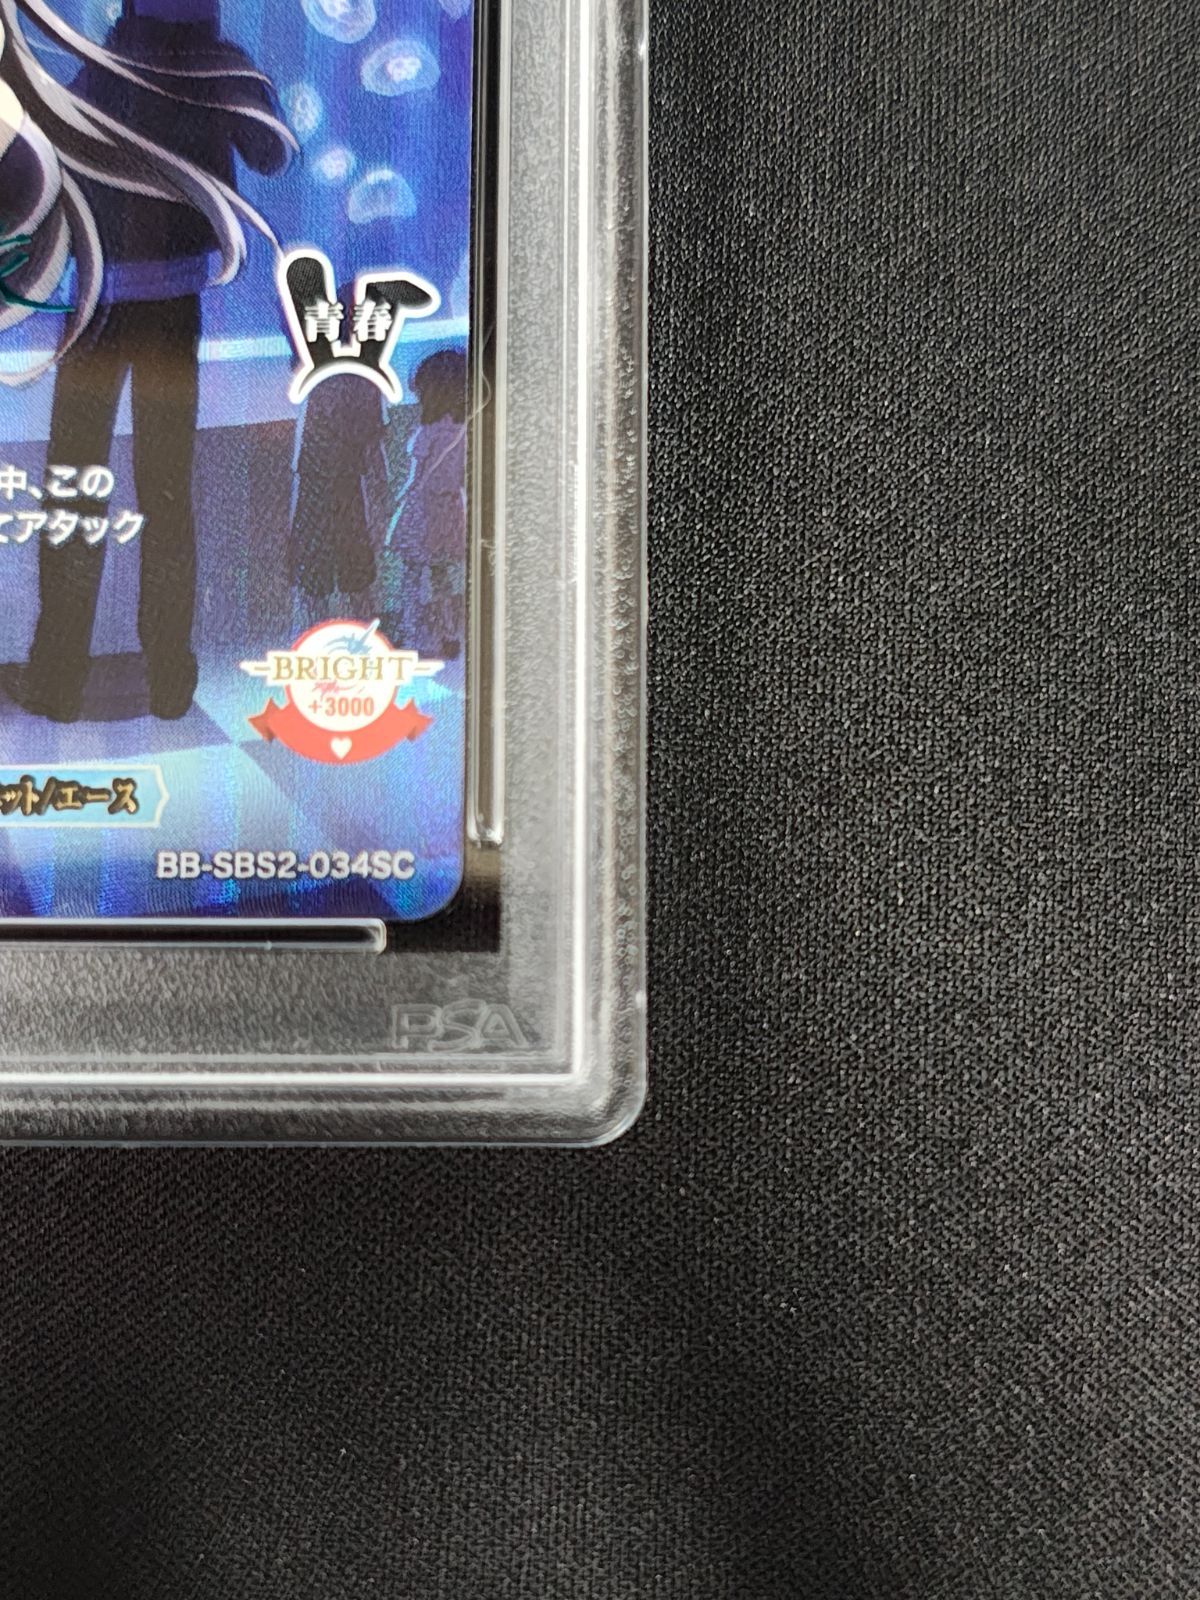 青春
中、この
てアタック
BRIGHT
+3000
ット/エース
BB-SBS2-034SC
PSA